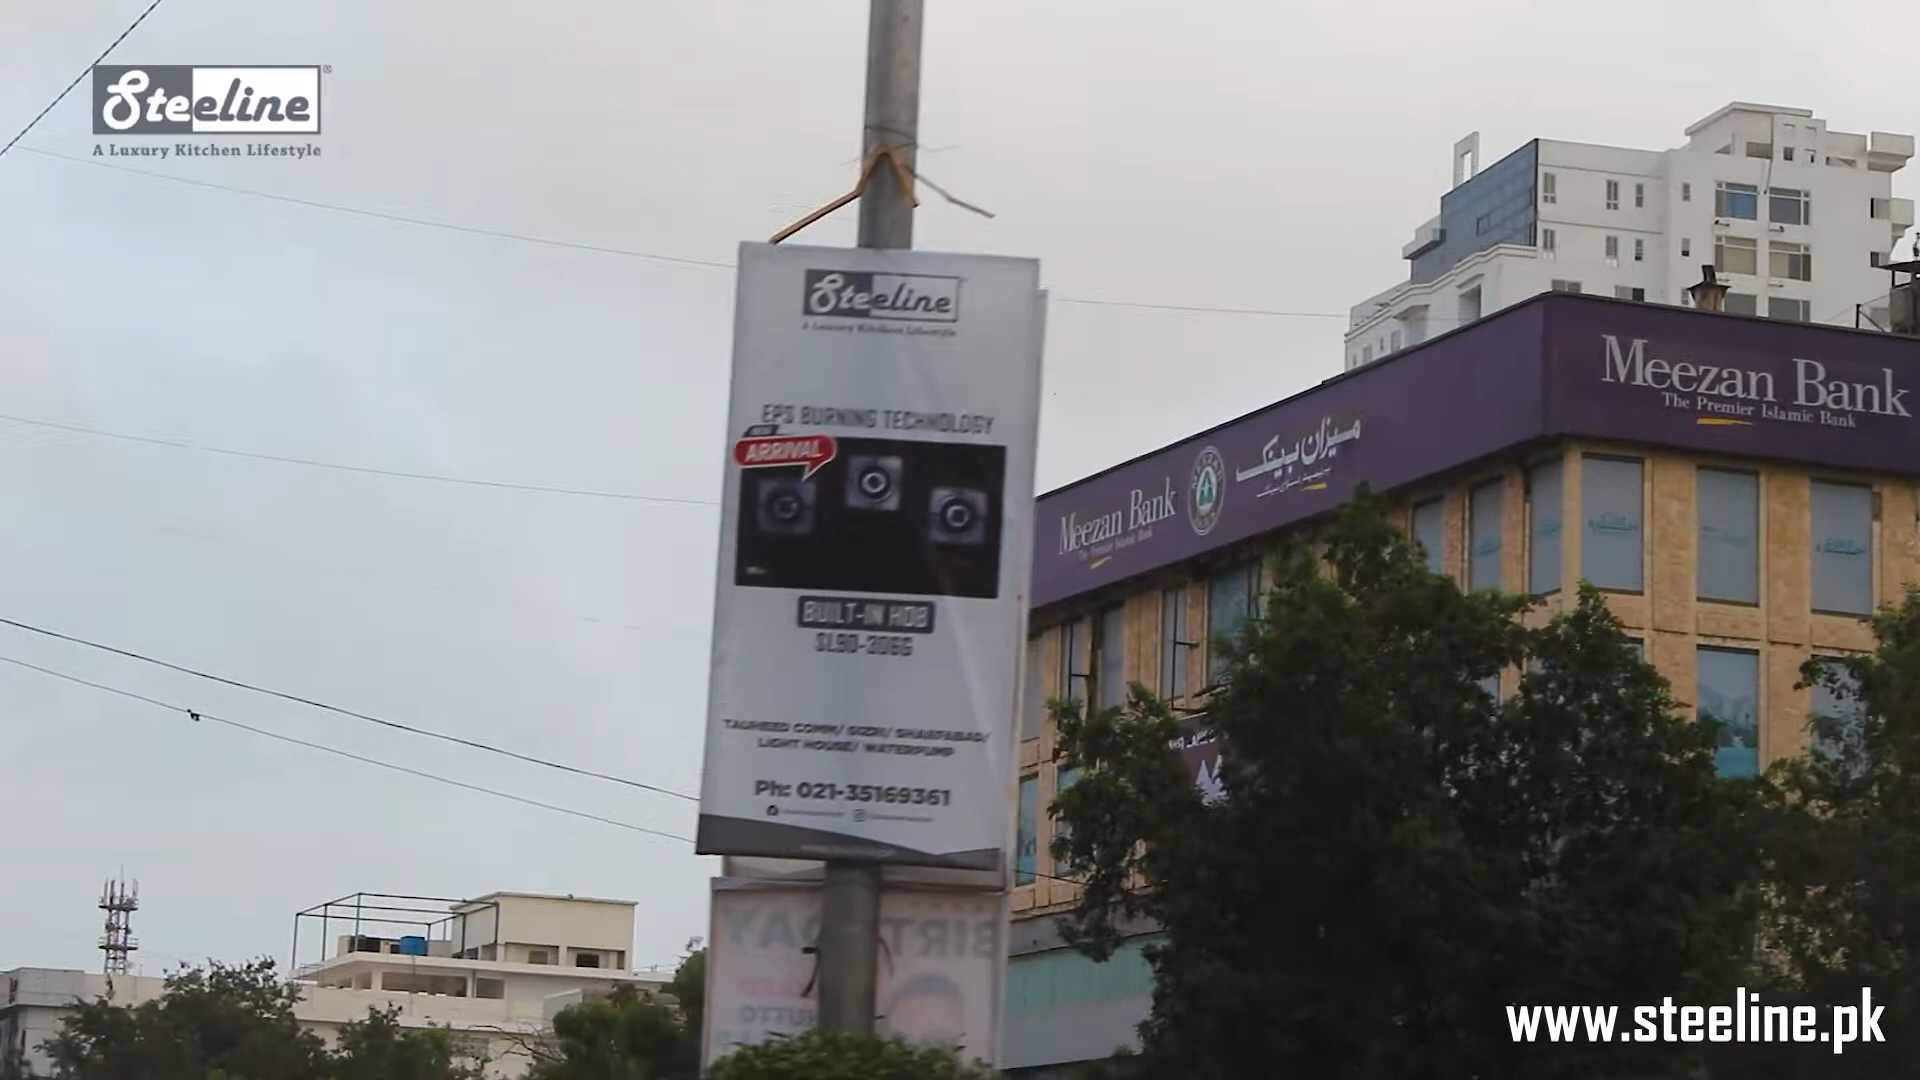 Steeline®
A Luxury Kitchen Lifestyle
Steeline
A Luxury Kitchen Lifestyle
EPS BURNING TECHNOLOGY
NEW
ARRIVAL
BUILT-IN HOB
SL90-306G
TAUHEED COMM/ GIZRI/ SHARFABAD/
LIGHT HOUSE/ WATERPUMP
Ph: 021-35169361
Meezan Bank
The Premier Islamic Bank
میزان بینک
Meezan Bank
The Premier Islamic Bank
BIRTHDAY
www.steeline.pk